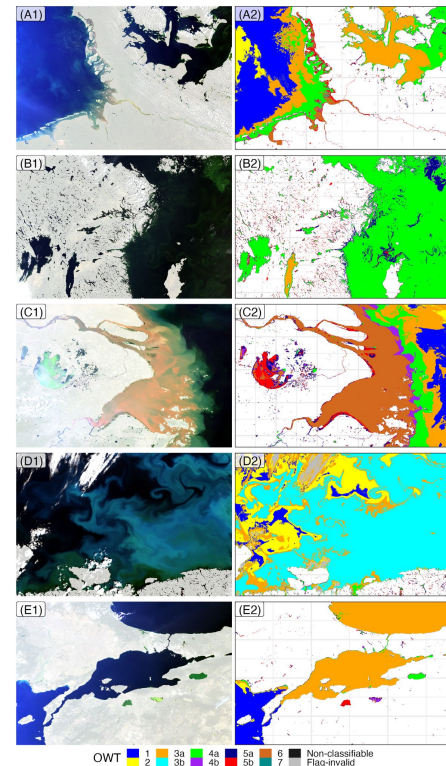 (A1)
(A2)
(B1)
(B2)
(C1)
(C2)
(D1)
(D2)
(E1)
(E2)
OWT 1 3a 4a 5a 6 Non-classifiable
2 3b 4b 5b 7 Flag-invalid